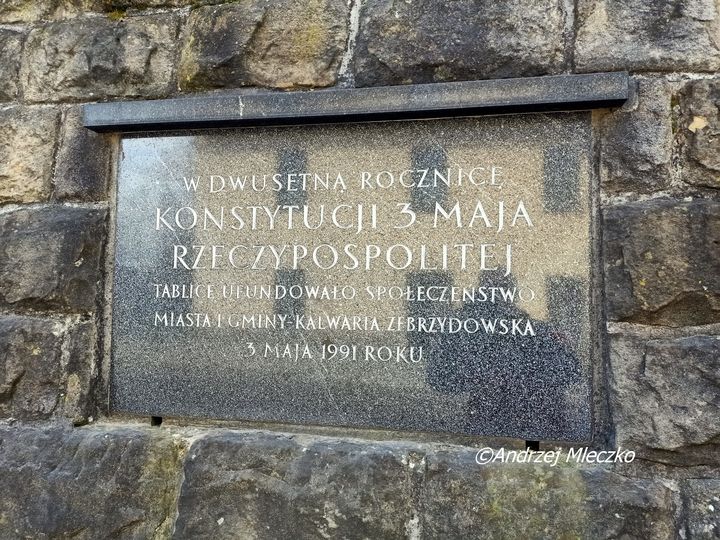 W DWUSETNĄ ROCZNICĘ
KONSTYTUCJI 3 MAJA
RZECZYPOSPOLITEJ
TABLICĘ UFUNDOWAŁO SPOŁECZEŃSTWO
MIASTA I GMINY-KALWARIA ZEBRZYDOWSKA
3 MAJA 1991 ROKU
©Andrzej Mleczko